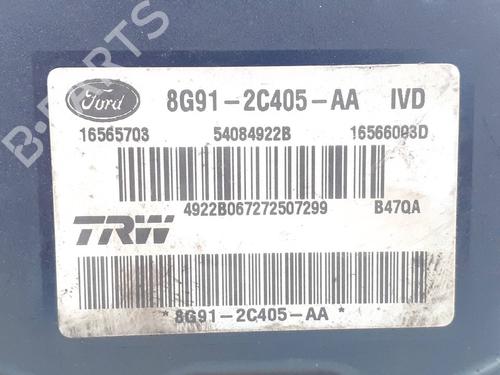 B-PARTS
Ford 8G91-2C405-AA IVD
16565703 54084922B 16566003D
4922B067272507299 B47QA
TRW
*8G91-2C405-AA*